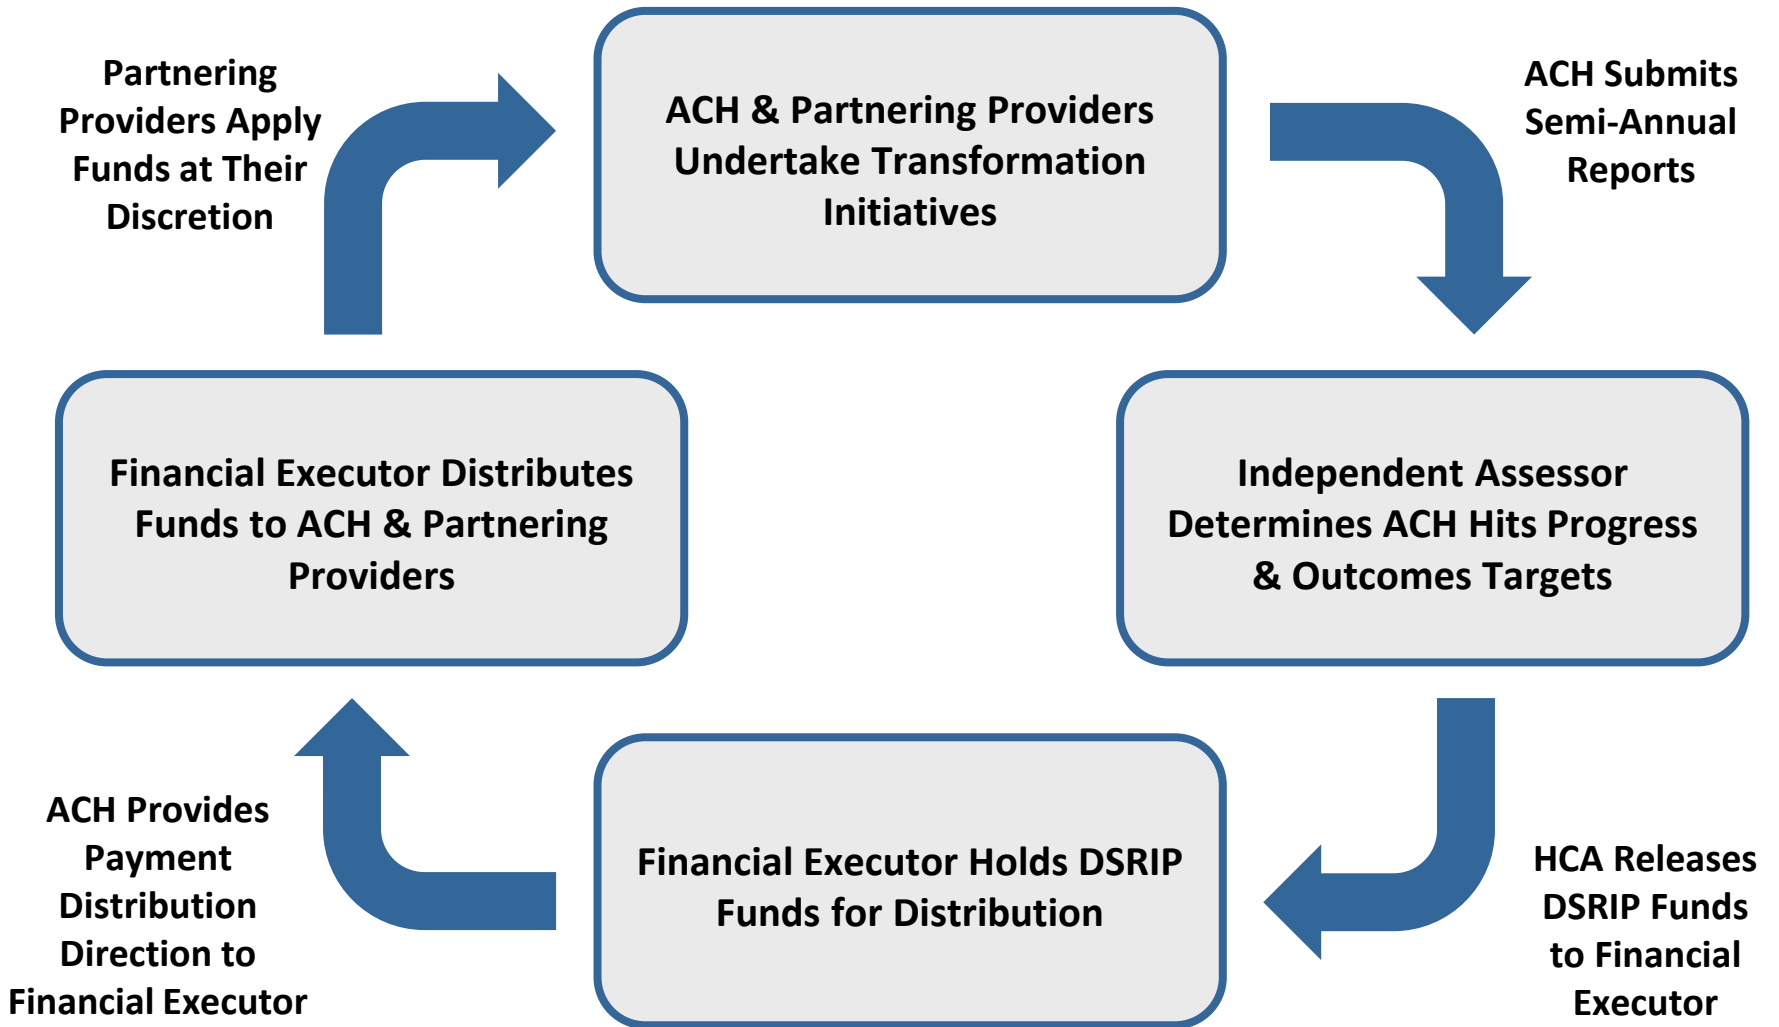 Partnering
Providers Apply
Funds at Their
Discretion
ACH & Partnering Providers
Undertake Transformation
Initiatives
ACH Submits
Semi-Annual
Reports
Financial Executor Distributes
Funds to ACH & Partnering
Providers
Independent Assessor
Determines ACH Hits Progress
& Outcomes Targets
ACH Provides
Payment
Distribution
Direction to
Financial Executor
Financial Executor Holds DSRIP
Funds for Distribution
HCA Releases
DSRIP Funds
to Financial
Executor